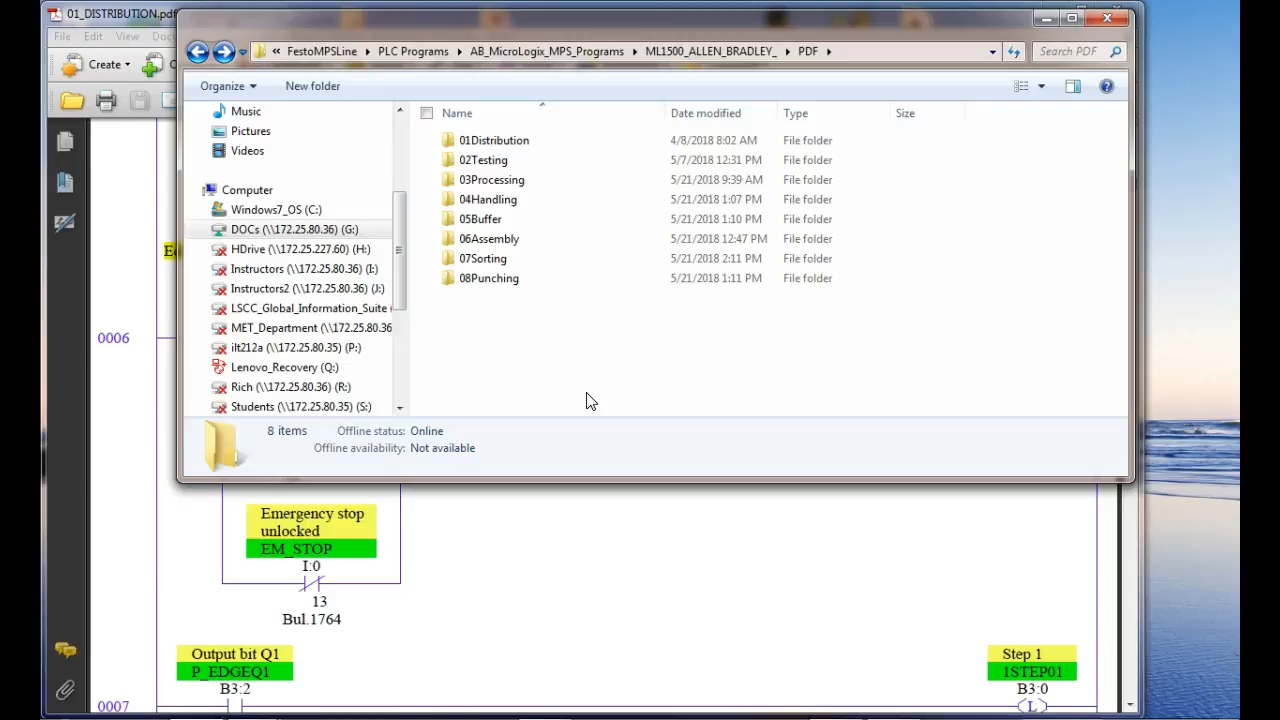 01_DISTRIBUTION.pdf
File Edit View
Create
FestoMPSLine PLC Programs AB_MicroLogix_MPS_Programs ML1500_ALLEN_BRADLEY_ PDF
Search PDF
Organize New folder
Name Date modified Type Size
Music
Pictures
Videos
Computer
Windows7_OS (C:)
DOCs (\\172.25.80.36) (G:)
HDrive (\\172.25.227.60) (H:)
Instructors (\\172.25.80.36) (I:)
Instructors2 (\\172.25.80.36) (J:)
LSCC_Global_Information_Suite
MET_Department (\\172.25.80.36
ilt212a (\\172.25.80.35) (P:)
Lenovo_Recovery (Q:)
Rich (\\172.25.80.36) (R:)
Students (\\172.25.80.35) (S:)
01Distribution 4/8/2018 8:02 AM File folder
02Testing 5/7/2018 12:31 PM File folder
03Processing 5/21/2018 9:39 AM File folder
04Handling 5/21/2018 1:07 PM File folder
05Buffer 5/21/2018 1:10 PM File folder
06Assembly 5/21/2018 12:47 PM File folder
07Sorting 5/21/2018 2:11 PM File folder
08Punching 5/21/2018 1:11 PM File folder
8 items Offline status: Online
Offline availability: Not available
0006
Emergency stop
unlocked
EM_STOP
I:0
13
Bul.1764
Output bit Q1
P_EDGEQ1
B3:2
Step 1
1STEP01
B3:0
L
0007